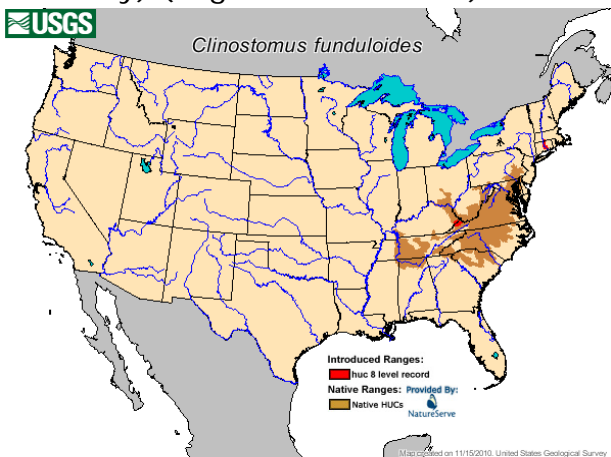 USGS
Clinostomus funduloides
Introduced Ranges:
huc 8 level record
Native Ranges: Provided By:
Native HUCs
NatureServe
Map created on 11/15/2010. United States Geological Survey